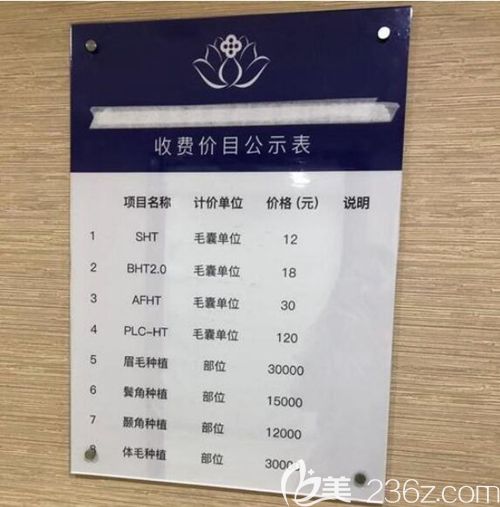 收费价目公示表
项目名称 计价单位 价格(元) 说明
1 SHT 毛囊单位 12
2 BHT2.0 毛囊单位 18
3 AFHT 毛囊单位 30
4 PLC-HT 毛囊单位 120
5 眉毛种植 部位 30000
6 鬓角种植 部位 15000
7 颞角种植 部位 12000
8 体毛种植 部位 30000
美 236z.com